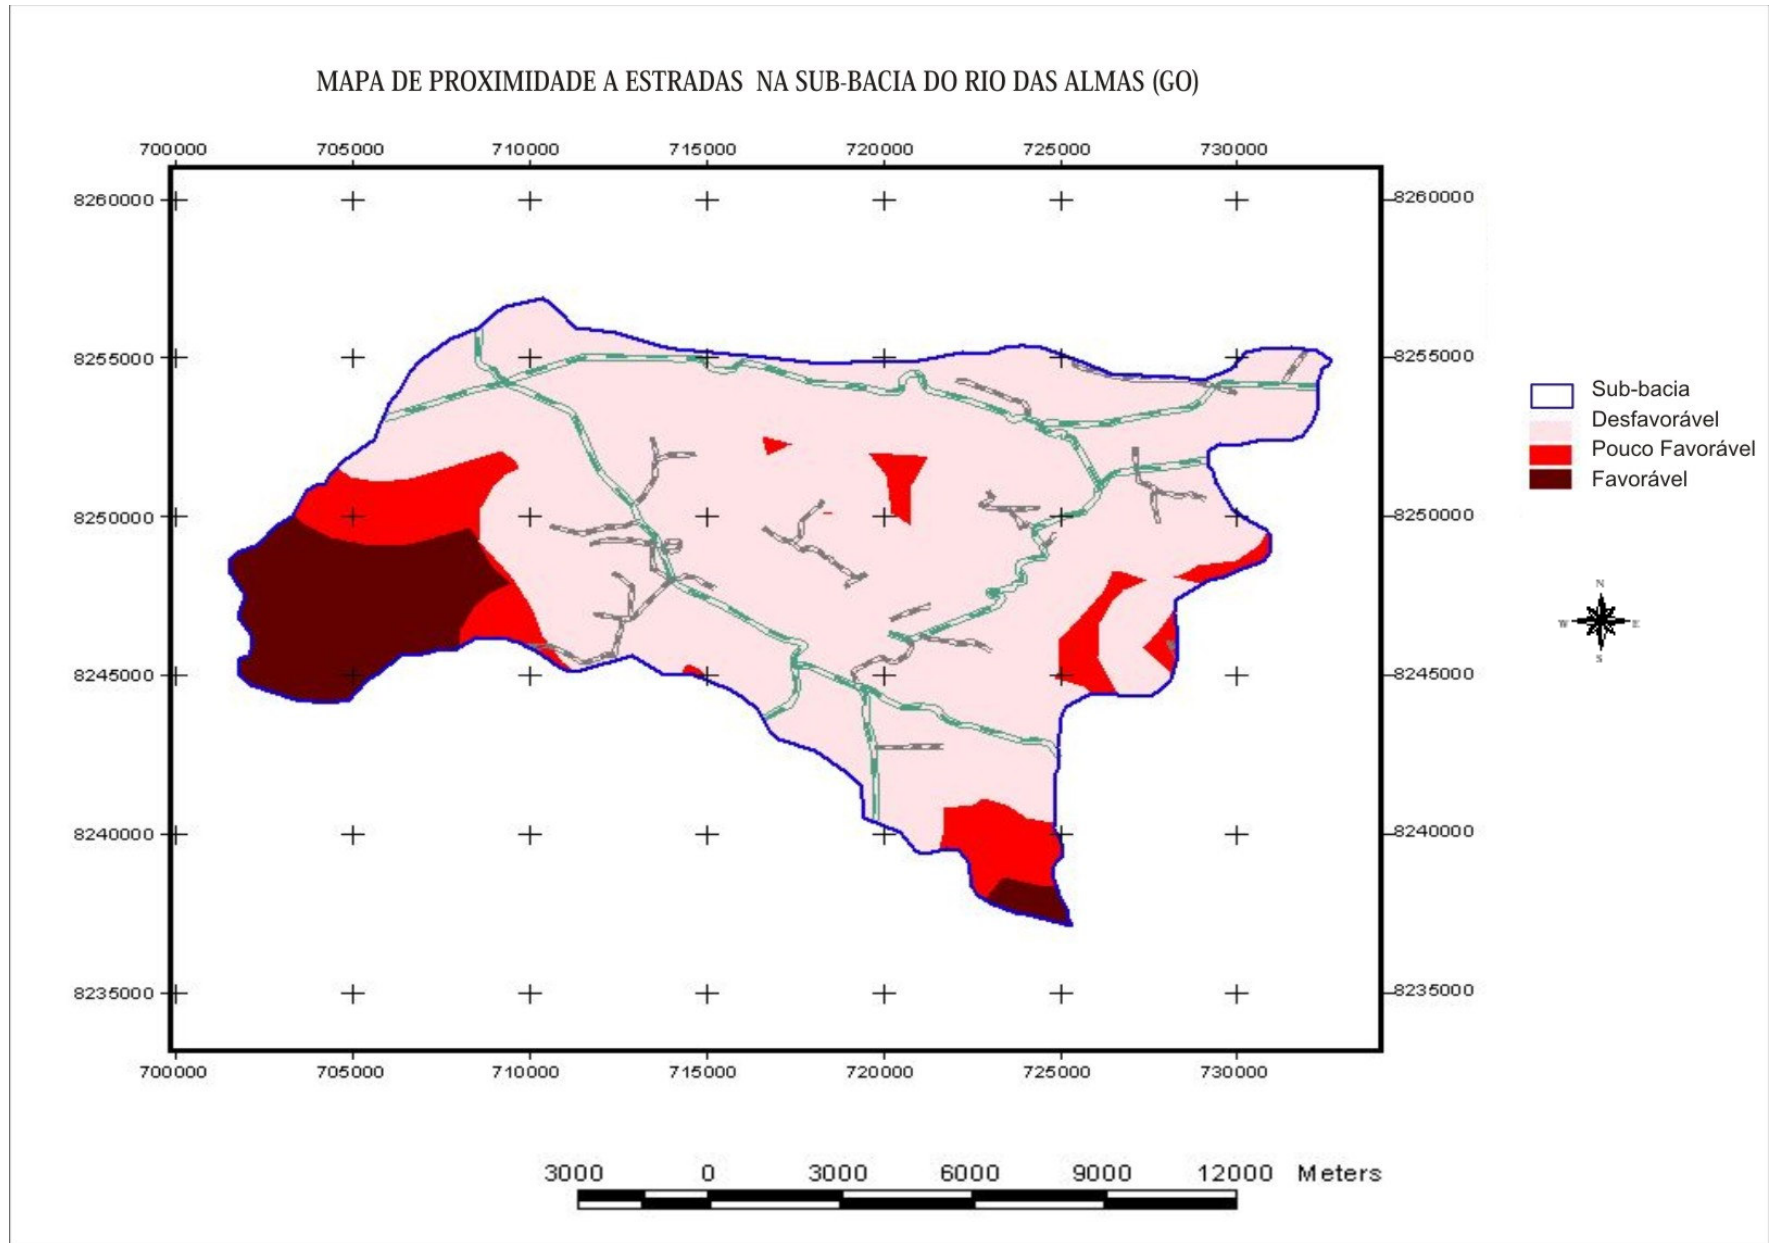 MAPA DE PROXIMIDADE A ESTRADAS NA SUB-BACIA DO RIO DAS ALMAS (GO)
700000 705000 710000 715000 720000 725000 730000
8260000 8260000
8255000 8255000
8250000 8250000
8245000 8245000
8240000 8240000
8235000 8235000
700000 705000 710000 715000 720000 725000 730000
Sub-bacia
Desfavorável
Pouco Favorável
Favorável
N
W E
S
3000 0 3000 6000 9000 12000 Meters